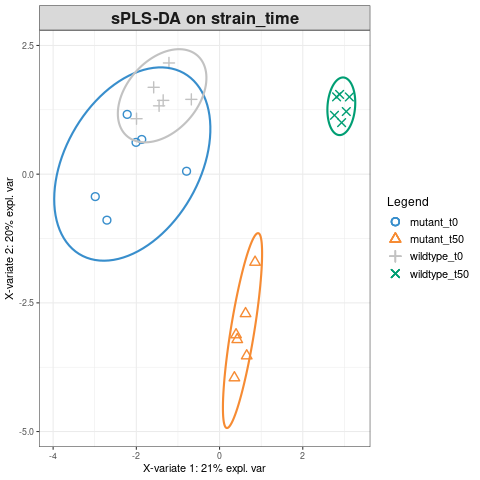 sPLS-DA on strain_time
2.5
0.0
-2.5
-5.0
X-variate 2: 20% expl. var
-4
-2
0
2
X-variate 1: 21% expl. var
Legend
mutant_t0
mutant_t50
wildtype_t0
wildtype_t50